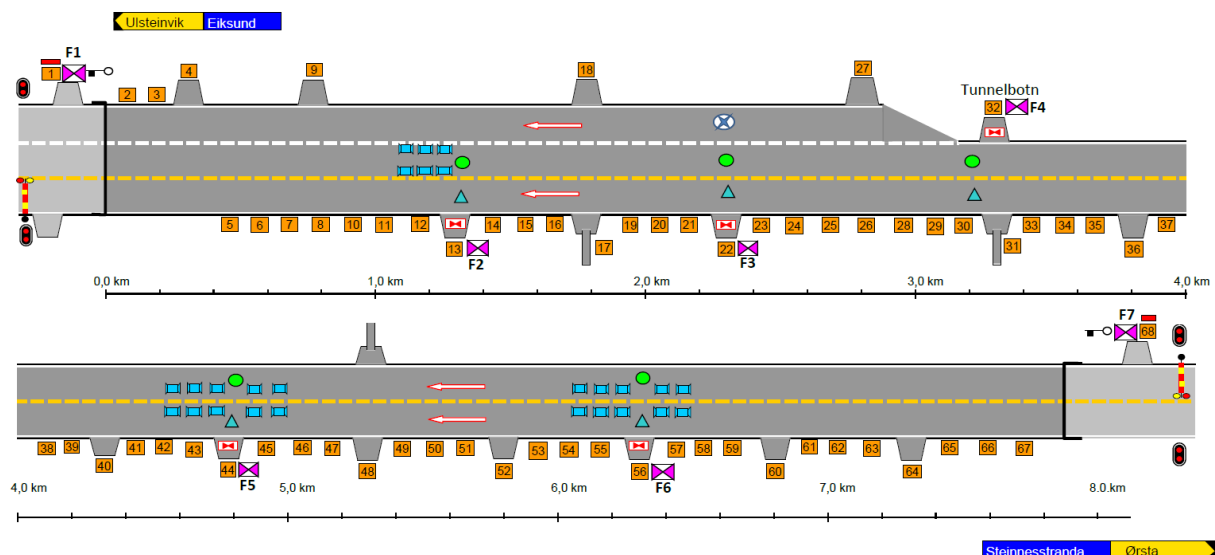 Ulsteinvik Eiksund
F1
1
4
9
18
27
Tunnelbotn
32 F4
2 3
5 6 7 8 10 11 12 14 15 16 19 20 21 23 24 25 26 28 29 30 33 34 35 37
13 F2
17
22 F3
31
36
0,0 km 1,0 km 2,0 km 3,0 km 4,0 km
F7
68
38 39 41 42 43 45 46 47 49 50 51 53 54 55 57 58 59 61 62 63 65 66 67
40
44 F5
48
52
56 F6
60
64
4,0 km 5,0 km 6,0 km 7,0 km 8.0.km
Steinnesstranda Ørsta